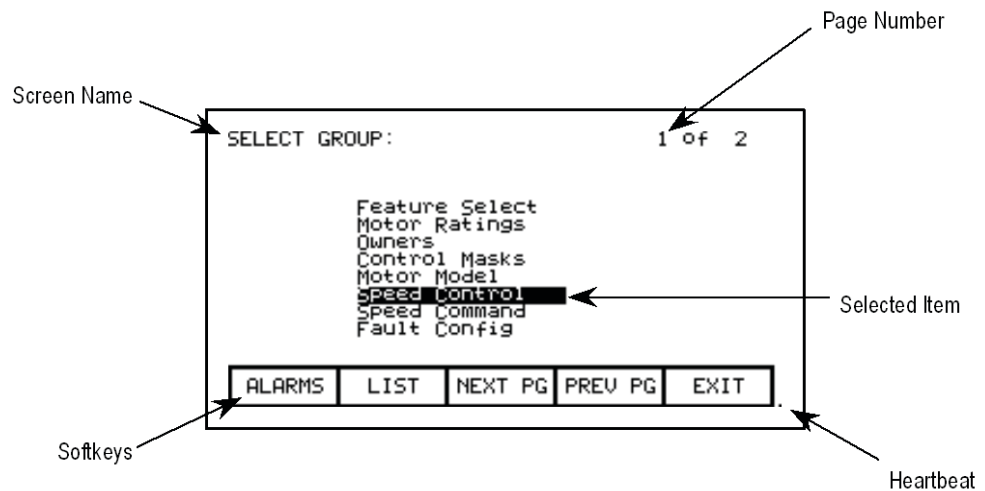 Page Number
Screen Name
SELECT GROUP: 1 of 2
Feature Select
Motor Ratings
Owners
Control Masks
Motor Model
Speed Control
Speed Command
Fault Config
Selected Item
ALARMS LIST NEXT PG PREV PG EXIT
Softkeys
Heartbeat